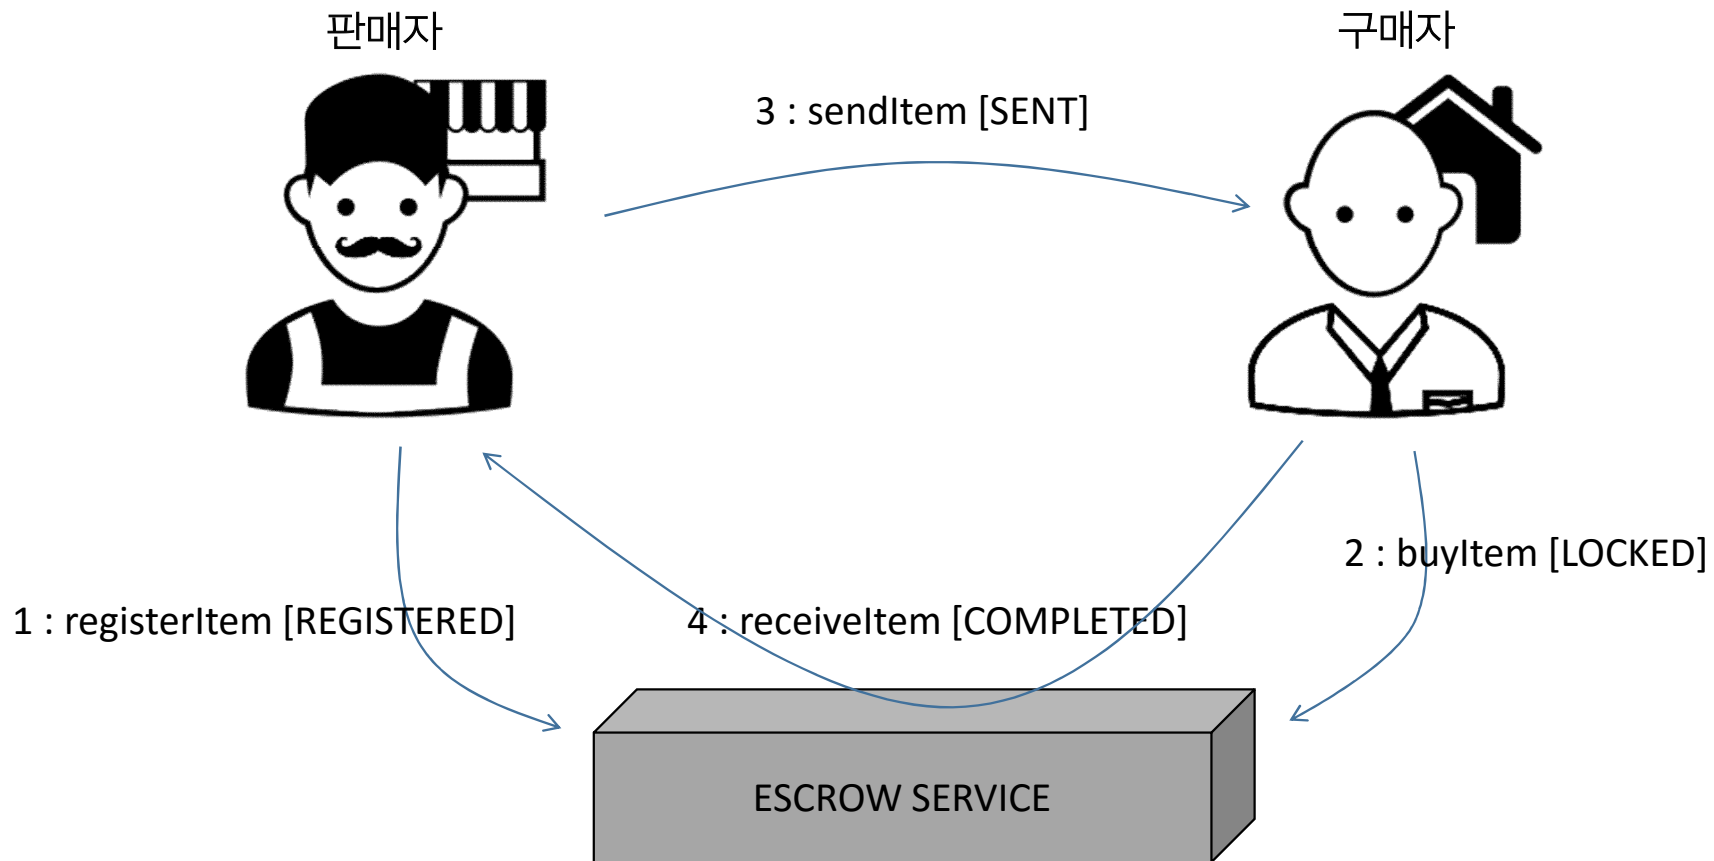 판매자
구매자
3 : sendItem [SENT]
2 : buyItem [LOCKED]
1 : registerItem [REGISTERED]
4 : receiveItem [COMPLETED]
ESCROW SERVICE